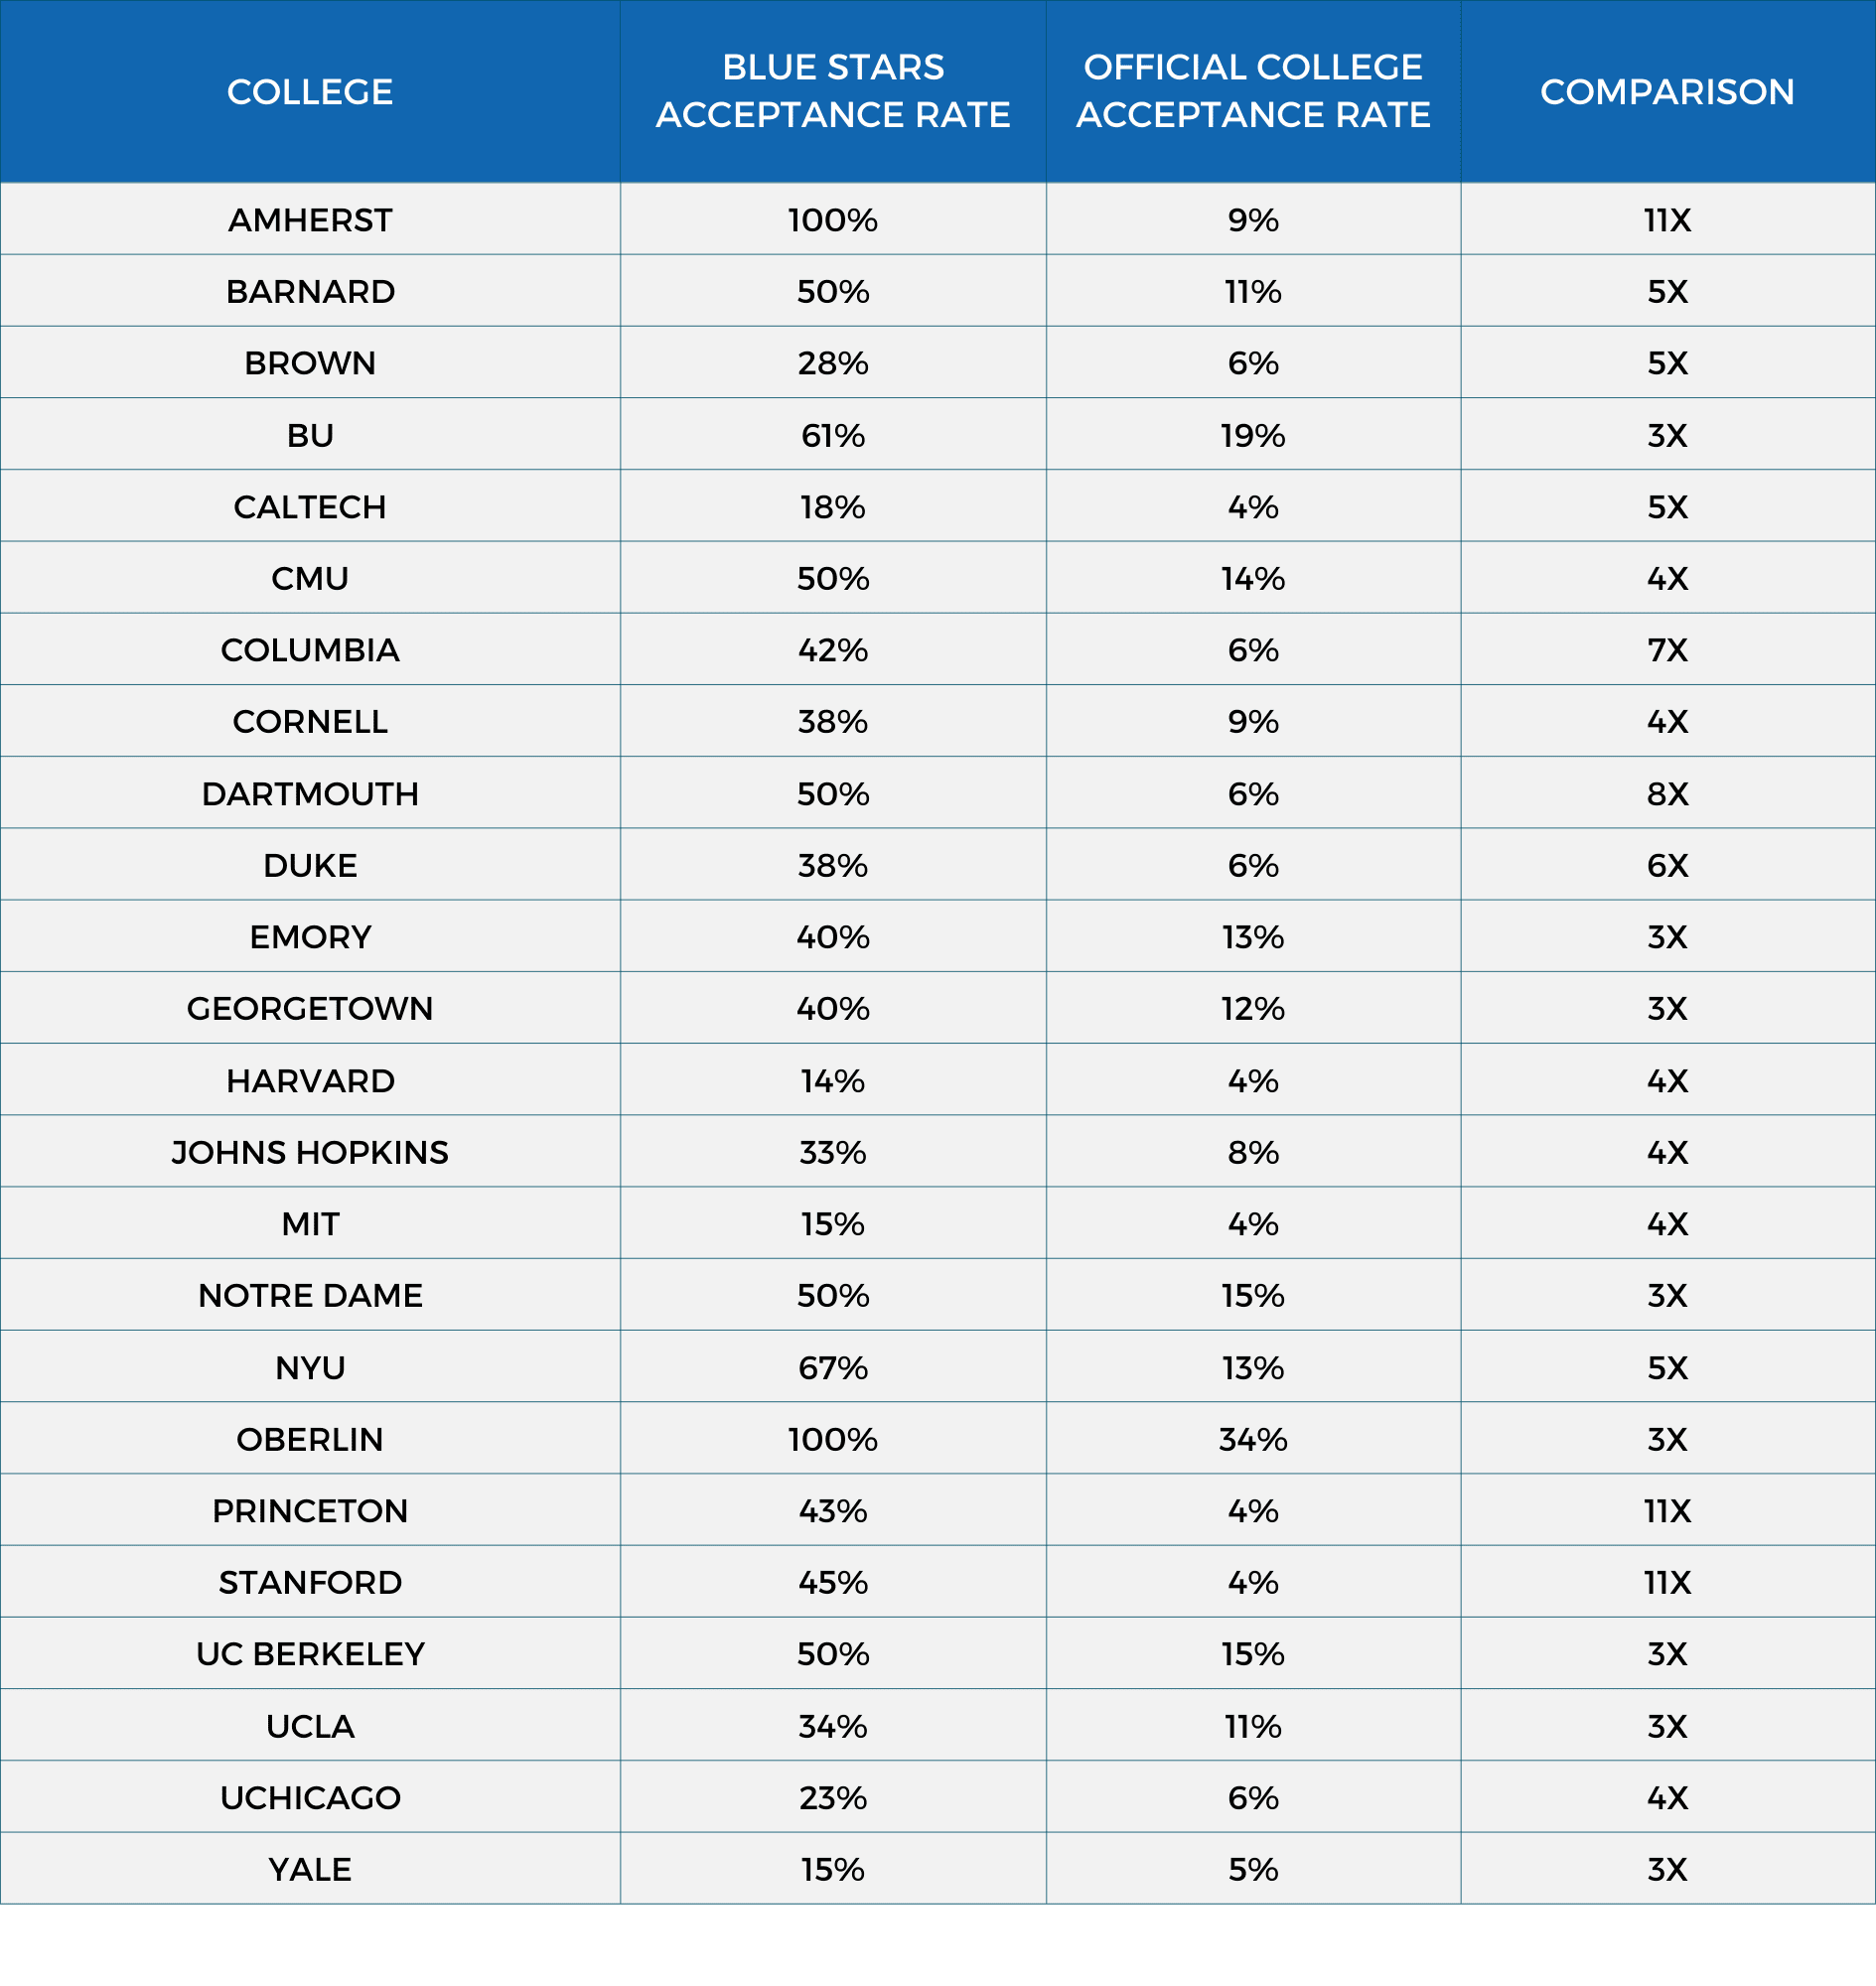 COLLEGE BLUE STARS ACCEPTANCE RATE OFFICIAL COLLEGE ACCEPTANCE RATE COMPARISON
AMHERST 100% 9% 11X
BARNARD 50% 11% 5X
BROWN 28% 6% 5X
BU 61% 19% 3X
CALTECH 18% 4% 5X
CMU 50% 14% 4X
COLUMBIA 42% 6% 7X
CORNELL 38% 9% 4X
DARTMOUTH 50% 6% 8X
DUKE 38% 6% 6X
EMORY 40% 13% 3X
GEORGETOWN 40% 12% 3X
HARVARD 14% 4% 4X
JOHNS HOPKINS 33% 8% 4X
MIT 15% 4% 4X
NOTRE DAME 50% 15% 3X
NYU 67% 13% 5X
OBERLIN 100% 34% 3X
PRINCETON 43% 4% 11X
STANFORD 45% 4% 11X
UC BERKELEY 50% 15% 3X
UCLA 34% 11% 3X
UCHICAGO 23% 6% 4X
YALE 15% 5% 3X